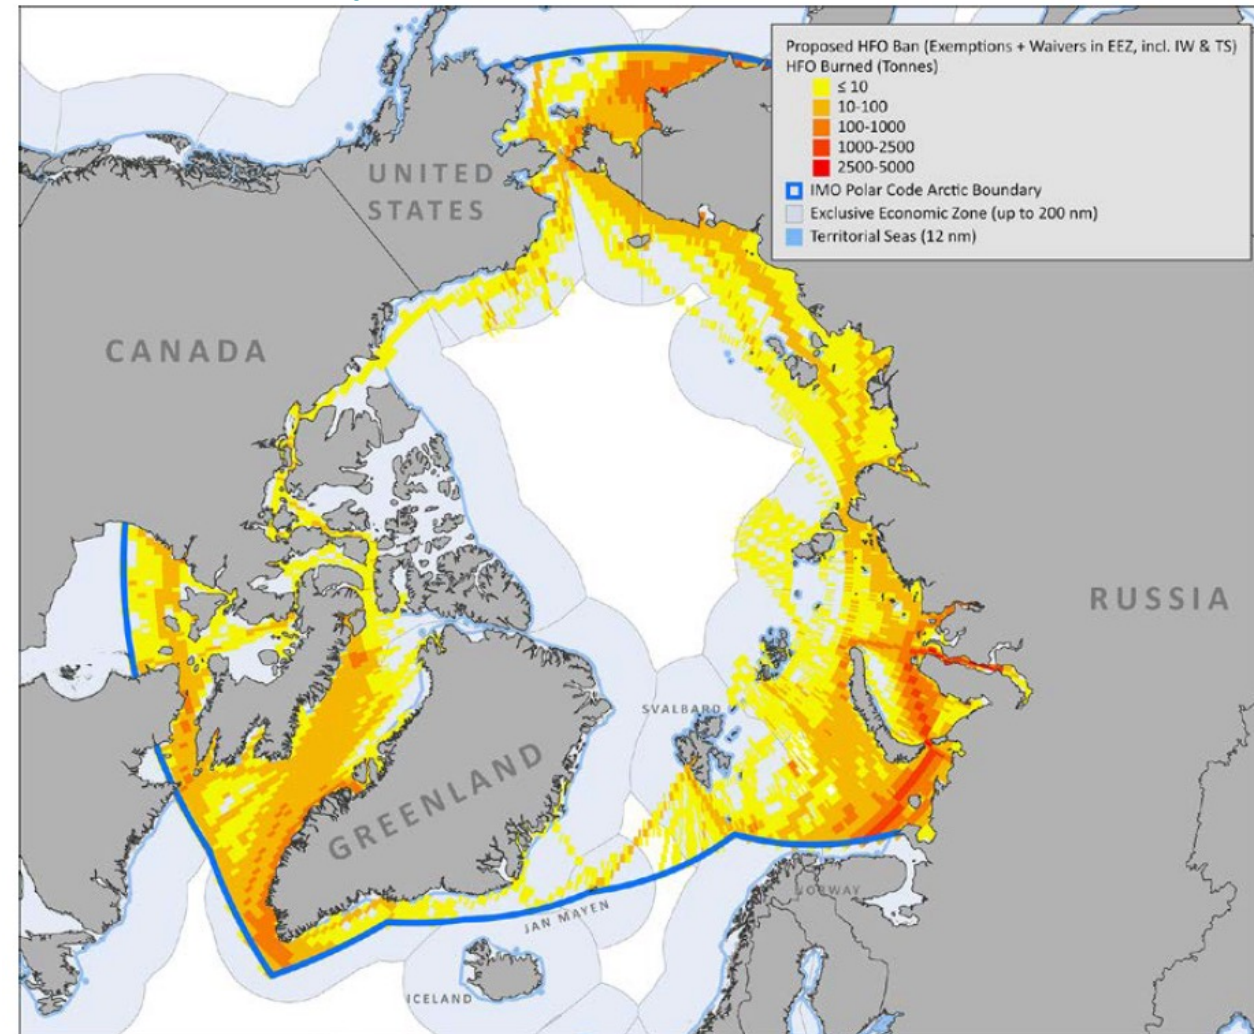 Proposed HFO Ban (Exemptions + Waivers in EEZ, incl. IW & TS)
HFO Burned (Tonnes)
≤ 10
10-100
100-1000
1000-2500
2500-5000
IMO Polar Code Arctic Boundary
Exclusive Economic Zone (up to 200 nm)
Territorial Seas (12 nm)
UNITED
STATES
CANADA
RUSSIA
SVALBARD
GREENLAND
NORWAY
JAN MAYEN
ICELAND